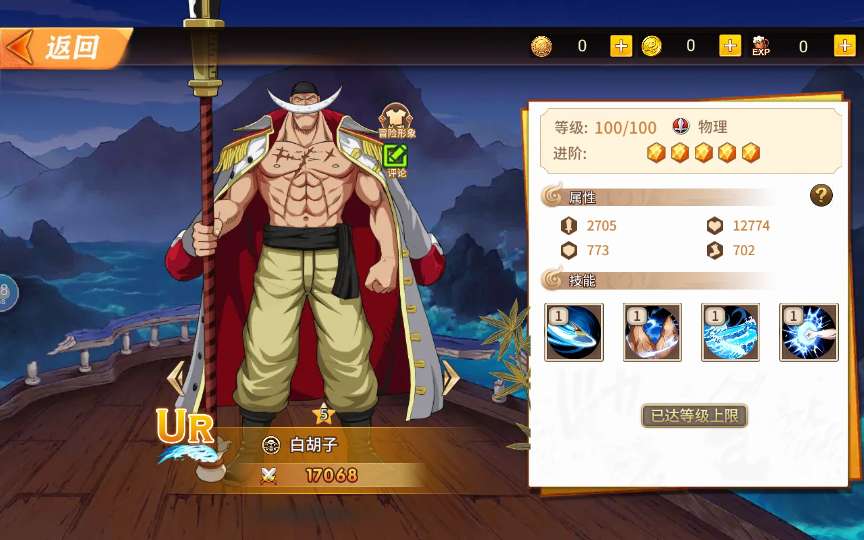 返回
0
0
EXP
0
冒险形象
评论
等级: 100/100 物理
进阶:
属性
?
2705
12774
773
702
技能
1
1
1
1
已达等级上限
5
UR
白胡子
17068